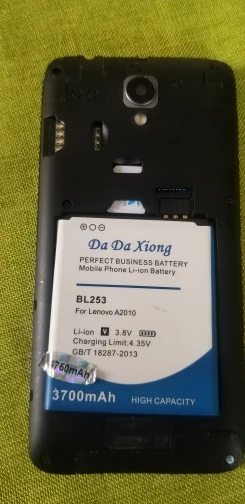 Da Da Xiong
PERFECT BUSINESS BATTERY
Mobile Phone Li-ion Battery
BL253
For Lenovo A2010
Li-ion V 3.8V
Charging Limit:4.35V
GB/T 18287-2013
3760mAh
3700mAh HIGH CAPACITY